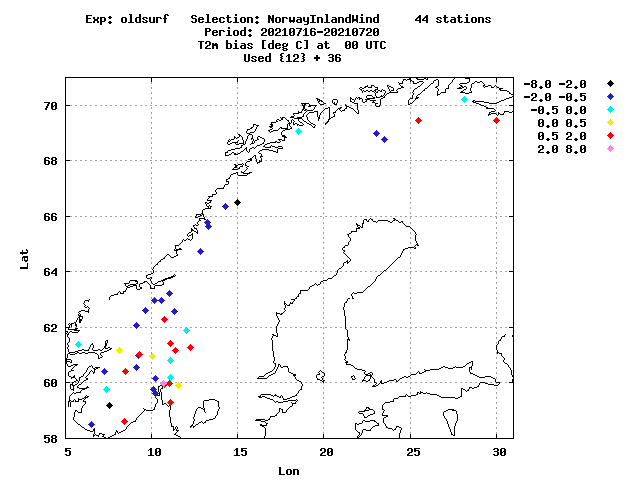 Exp: oldsurf Selection: NorwayInlandWind 44 stations
Period: 20210716-20210720
T2m bias [deg C] at 00 UTC
Used {12} + 36
-8.0 -2.0
-2.0 -0.5
-0.5 0.0
0.0 0.5
0.5 2.0
2.0 8.0
70
68
66
64
62
60
58
Lat
5 10 15 20 25 30
Lon